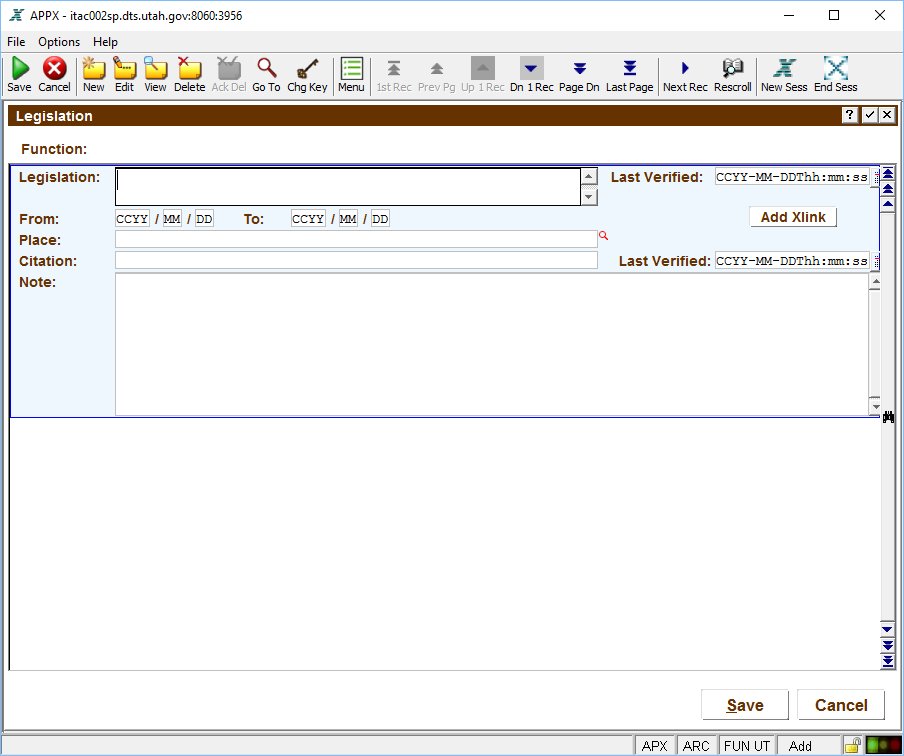 APPX - itac002sp.dts.utah.gov:8060:3956
File Options Help
Save Cancel New Edit View Delete Ack Del Go To Chg Key Menu 1st Rec Prev Pg Up 1 Rec Dn 1 Rec Page Dn Last Page Next Rec Rescroll New Sess End Sess
Legislation ?
Function:
Legislation: Last Verified: CCYY-MM-DDThh:mm:ss
From: CCYY / MM / DD To: CCYY / MM / DD Add Xlink
Place:
Citation: Last Verified: CCYY-MM-DDThh:mm:ss
Note:
Save Cancel
APX ARC FUN UT Add